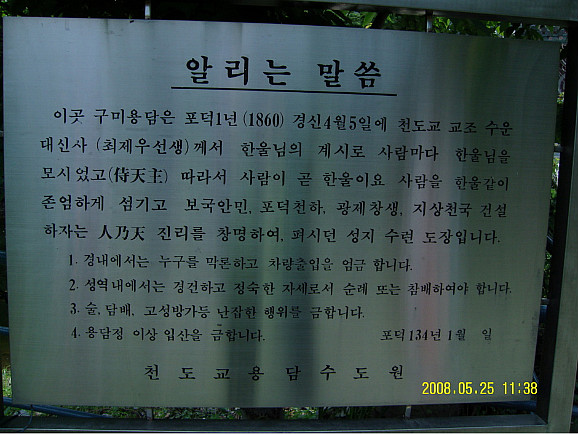 알리는 말씀
이곳 구미용담은 포덕1년(1860) 경신4월5일에 천도교 교조 수운
대신사 (최제우선생)께서 한울님의 계시로 사람마다 한울님을
모시었고(侍天主) 따라서 사람이 곧 한울이요 사람을 한울같이
존엄하게 섬기고 보국안민, 포덕천하, 광제창생, 지상천국 건설
하자는 人乃天 진리를 창명하여, 펴시던 성지 수련 도장입니다.
1. 경내에서는 누구를 막론하고 차량출입을 엄금 합니다.
2. 성역내에서는 경건하고 정숙한 자세로서 순례 또는 참배하여야 합니다.
3. 술, 담배, 고성방가등 난잡한 행위를 금합니다.
4. 용담정 이상 입산을 금합니다. 포덕 134년 1월 일
천도교용담수도원
2008.05.25 11:38